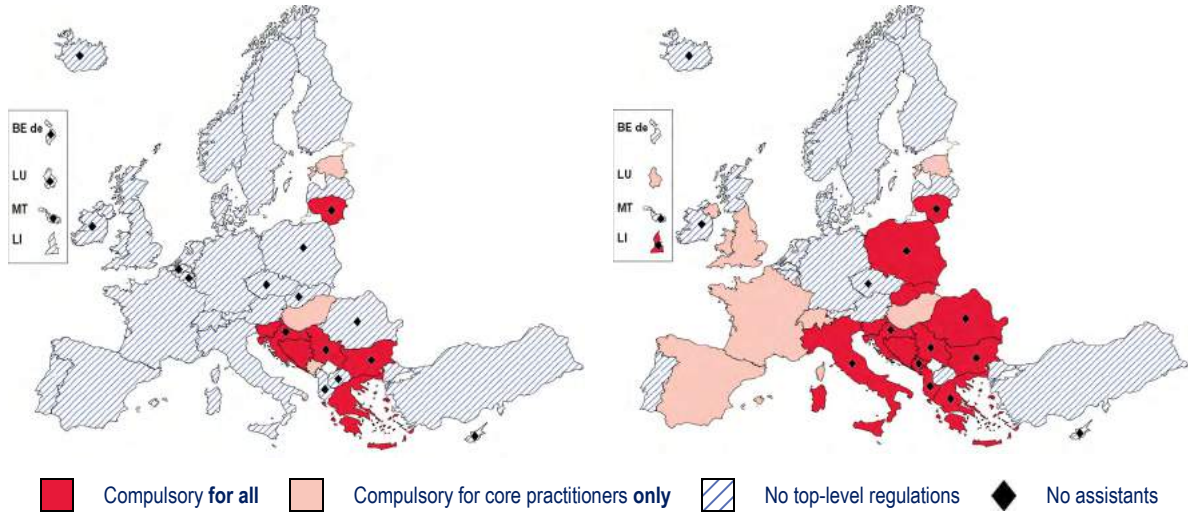 BE de
LU
MT
LI
BE de
LU
MT
LI
Compulsory for all
Compulsory for core practitioners only
No top-level regulations
No assistants